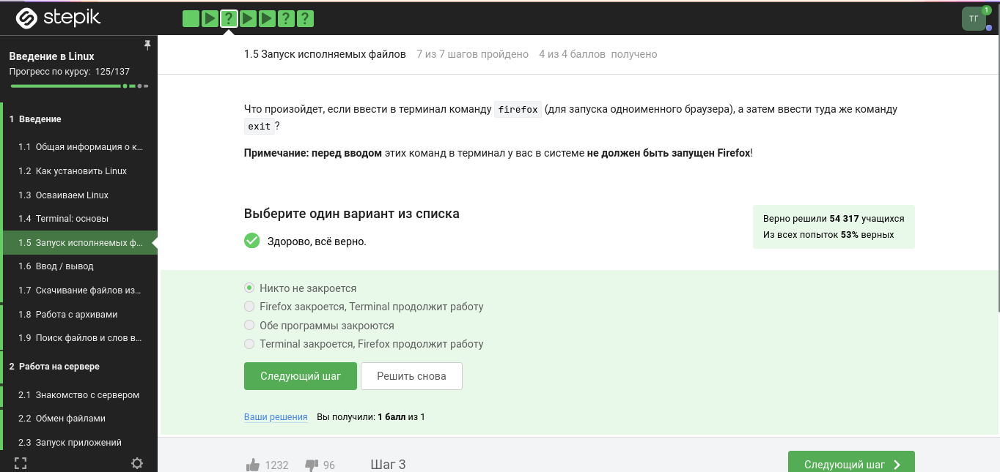 stepik
? ? ?
ТГ 1
Введение в Linux
Прогресс по курсу: 125/137
1 Введение
1.1 Общая информация о к...
1.2 Как установить Linux
1.3 Осваиваем Linux
1.4 Terminal: основы
1.5 Запуск исполняемых ф...
1.6 Ввод / вывод
1.7 Скачивание файлов из...
1.8 Работа с архивами
1.9 Поиск файлов и слов в...
2 Работа на сервере
2.1 Знакомство с сервером
2.2 Обмен файлами
2.3 Запуск приложений
1.5 Запуск исполняемых файлов 7 из 7 шагов пройдено 4 из 4 баллов получено
Что произойдет, если ввести в терминал команду firefox (для запуска одноименного браузера), а затем ввести туда же команду
exit ?
Примечание: перед вводом этих команд в терминал у вас в системе не должен быть запущен Firefox!
Выберите один вариант из списка
Здорово, всё верно.
Верно решили 54 317 учащихся
Из всех попыток 53% верных
Никто не закроется
Firefox закроется, Terminal продолжит работу
Обе программы закроются
Terminal закроется, Firefox продолжит работу
Следующий шаг Решить снова
Ваши решения Вы получили: 1 балл из 1
1232 96 Шаг 3 Следующий шаг